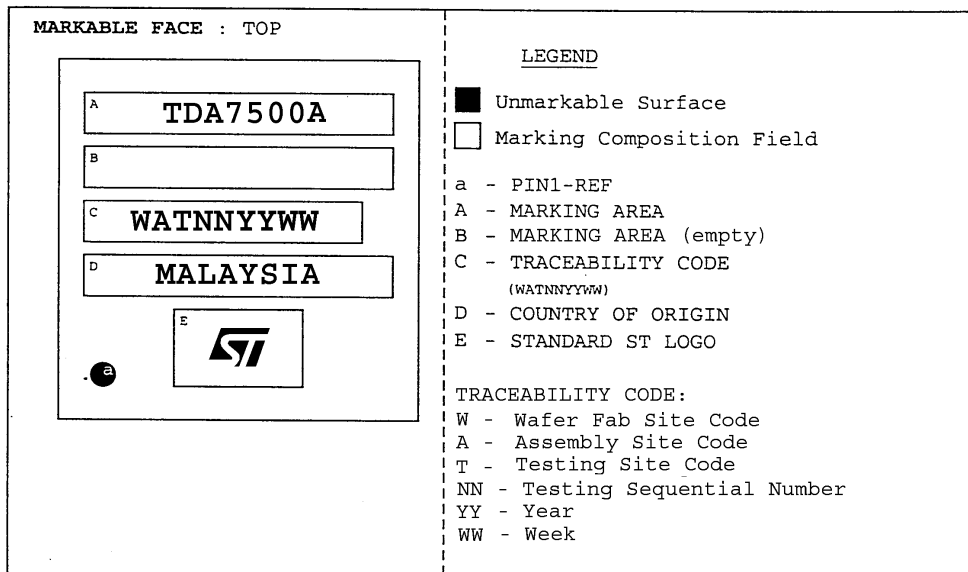 MARKABLE FACE : TOP
A
TDA7500A
B
C
WATNNYYWW
D
MALAYSIA
E
ST
a
LEGEND
Unmarkable Surface
Marking Composition Field
a - PIN1-REF
A - MARKING AREA
B - MARKING AREA (empty)
C - TRACEABILITY CODE
(WATNNYYWW)
D - COUNTRY OF ORIGIN
E - STANDARD ST LOGO
TRACEABILITY CODE:
W - Wafer Fab Site Code
A - Assembly Site Code
T - Testing Site Code
NN - Testing Sequential Number
YY - Year
WW - Week